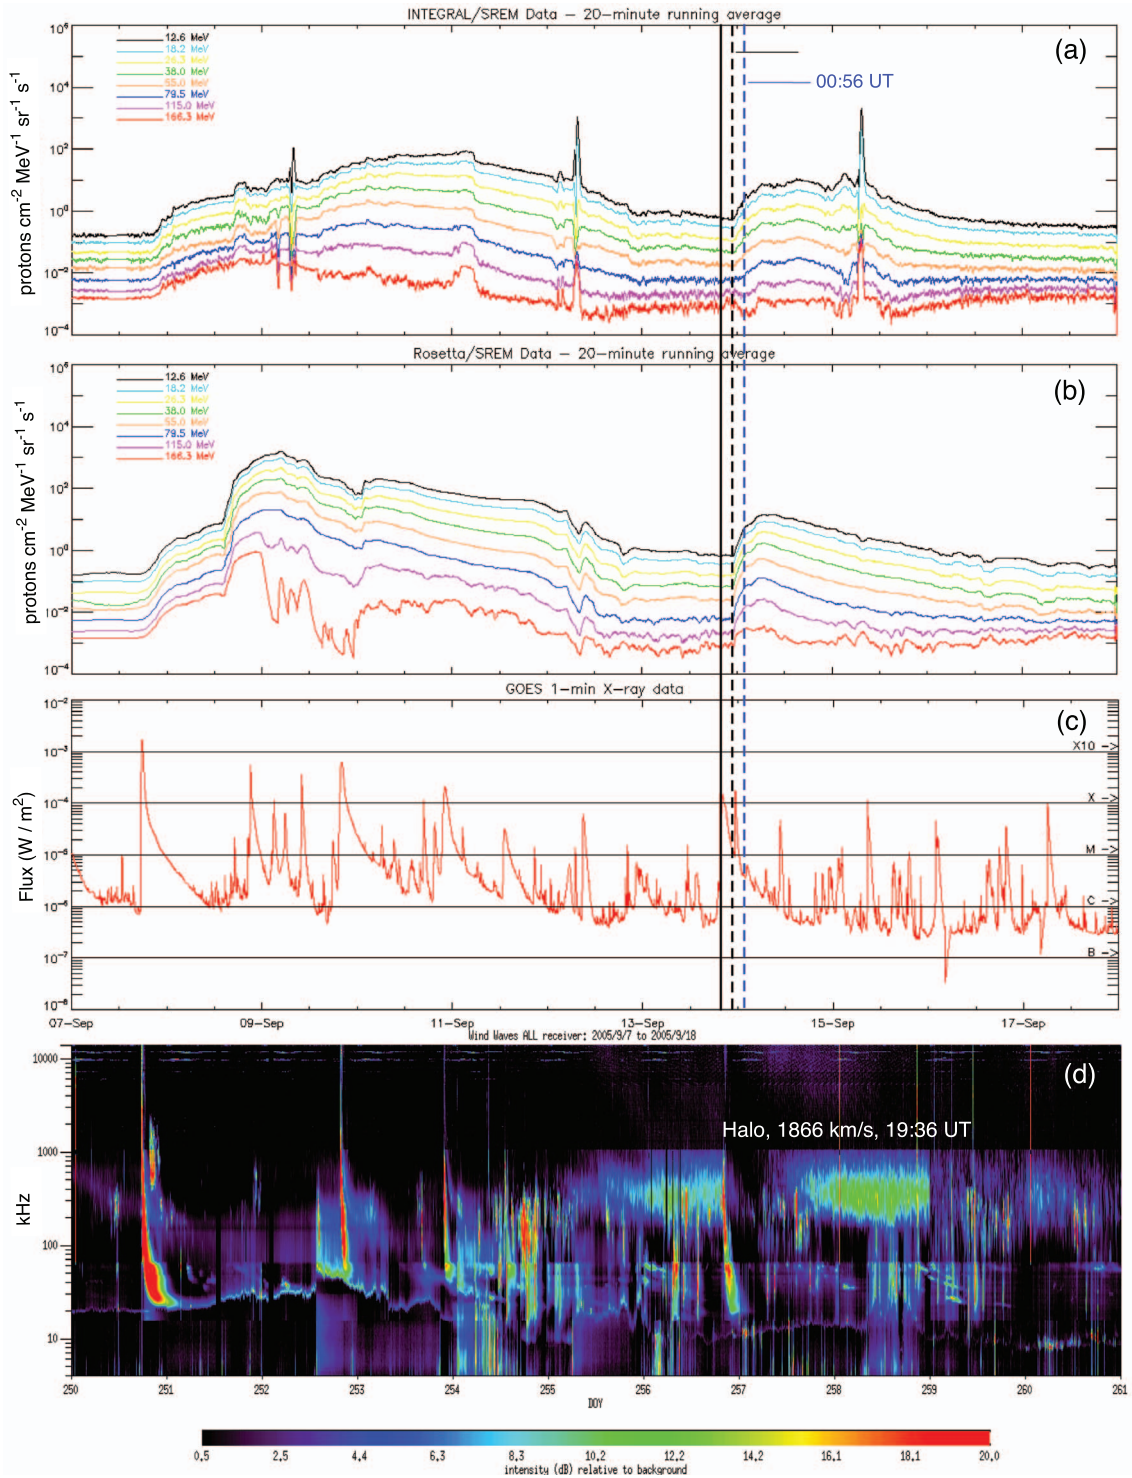 INTEGRAL/SREM Data – 20–minute running average
10⁶
10⁴
10²
10⁰
10⁻²
10⁻⁴
protons cm⁻² MeV⁻¹ sr⁻¹ s⁻¹
12.6 MeV
18.2 MeV
26.3 MeV
38.0 MeV
55.0 MeV
79.5 MeV
115.0 MeV
166.3 MeV
(a)
00:56 UT
Rosetta/SREM Data – 20–minute running average
10⁶
10⁴
10²
10⁰
10⁻²
10⁻⁴
protons cm⁻² MeV⁻¹ sr⁻¹ s⁻¹
12.6 MeV
18.2 MeV
26.3 MeV
38.0 MeV
55.0 MeV
79.5 MeV
115.0 MeV
166.3 MeV
(b)
GOES 1–min X–ray data
10⁻²
10⁻³
10⁻⁴
10⁻⁵
10⁻⁶
10⁻⁷
10⁻⁸
Flux (W / m²)
(c)
X10 –>
X –>
M –>
C –>
B –>
07–Sep 09–Sep 11–Sep 13–Sep 15–Sep 17–Sep
Wind Waves ALL receiver: 2005/9/7 to 2005/9/18
10000
1000
100
10
kHz
(d)
Halo, 1866 km/s, 19:36 UT
250 251 252 253 254 255 256 257 258 259 260 261
DOY
0.5 2.5 4.4 6.3 8.3 10.2 12.2 14.2 16.1 18.1 20.0
intensity (dB) relative to background